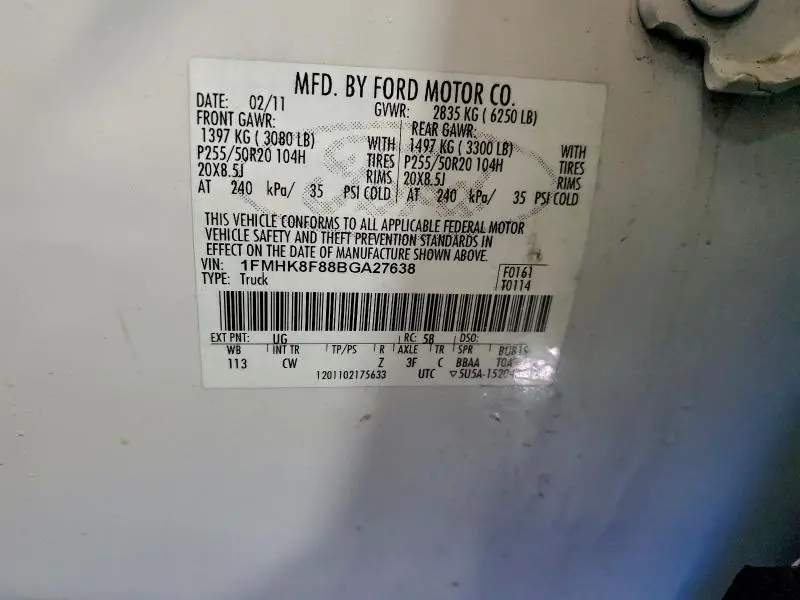 MFD. BY FORD MOTOR CO.
DATE: 02/11 GVWR: 2835 KG ( 6250 LB)
FRONT GAWR: REAR GAWR:
1397 KG ( 3080 LB) WITH 1497 KG ( 3300 LB) WITH
P255/50R20 104H TIRES P255/50R20 104H TIRES
20X8.5J RIMS 20X8.5J RIMS
AT 240 kPa/ 35 PSI COLD AT 240 kPa/ 35 PSI COLD
THIS VEHICLE CONFORMS TO ALL APPLICABLE FEDERAL MOTOR
VEHICLE SAFETY AND THEFT PREVENTION STANDARDS IN
EFFECT ON THE DATE OF MANUFACTURE SHOWN ABOVE.
VIN: 1FMHK8F88BGA27638 F0161
TYPE: Truck T0114
EXT PNT: UG RC: 58 DSO:
WB INT TR TP/PS R AXLE TR SPR
113 CW Z 3F C BBAA
1201102175633 UTC